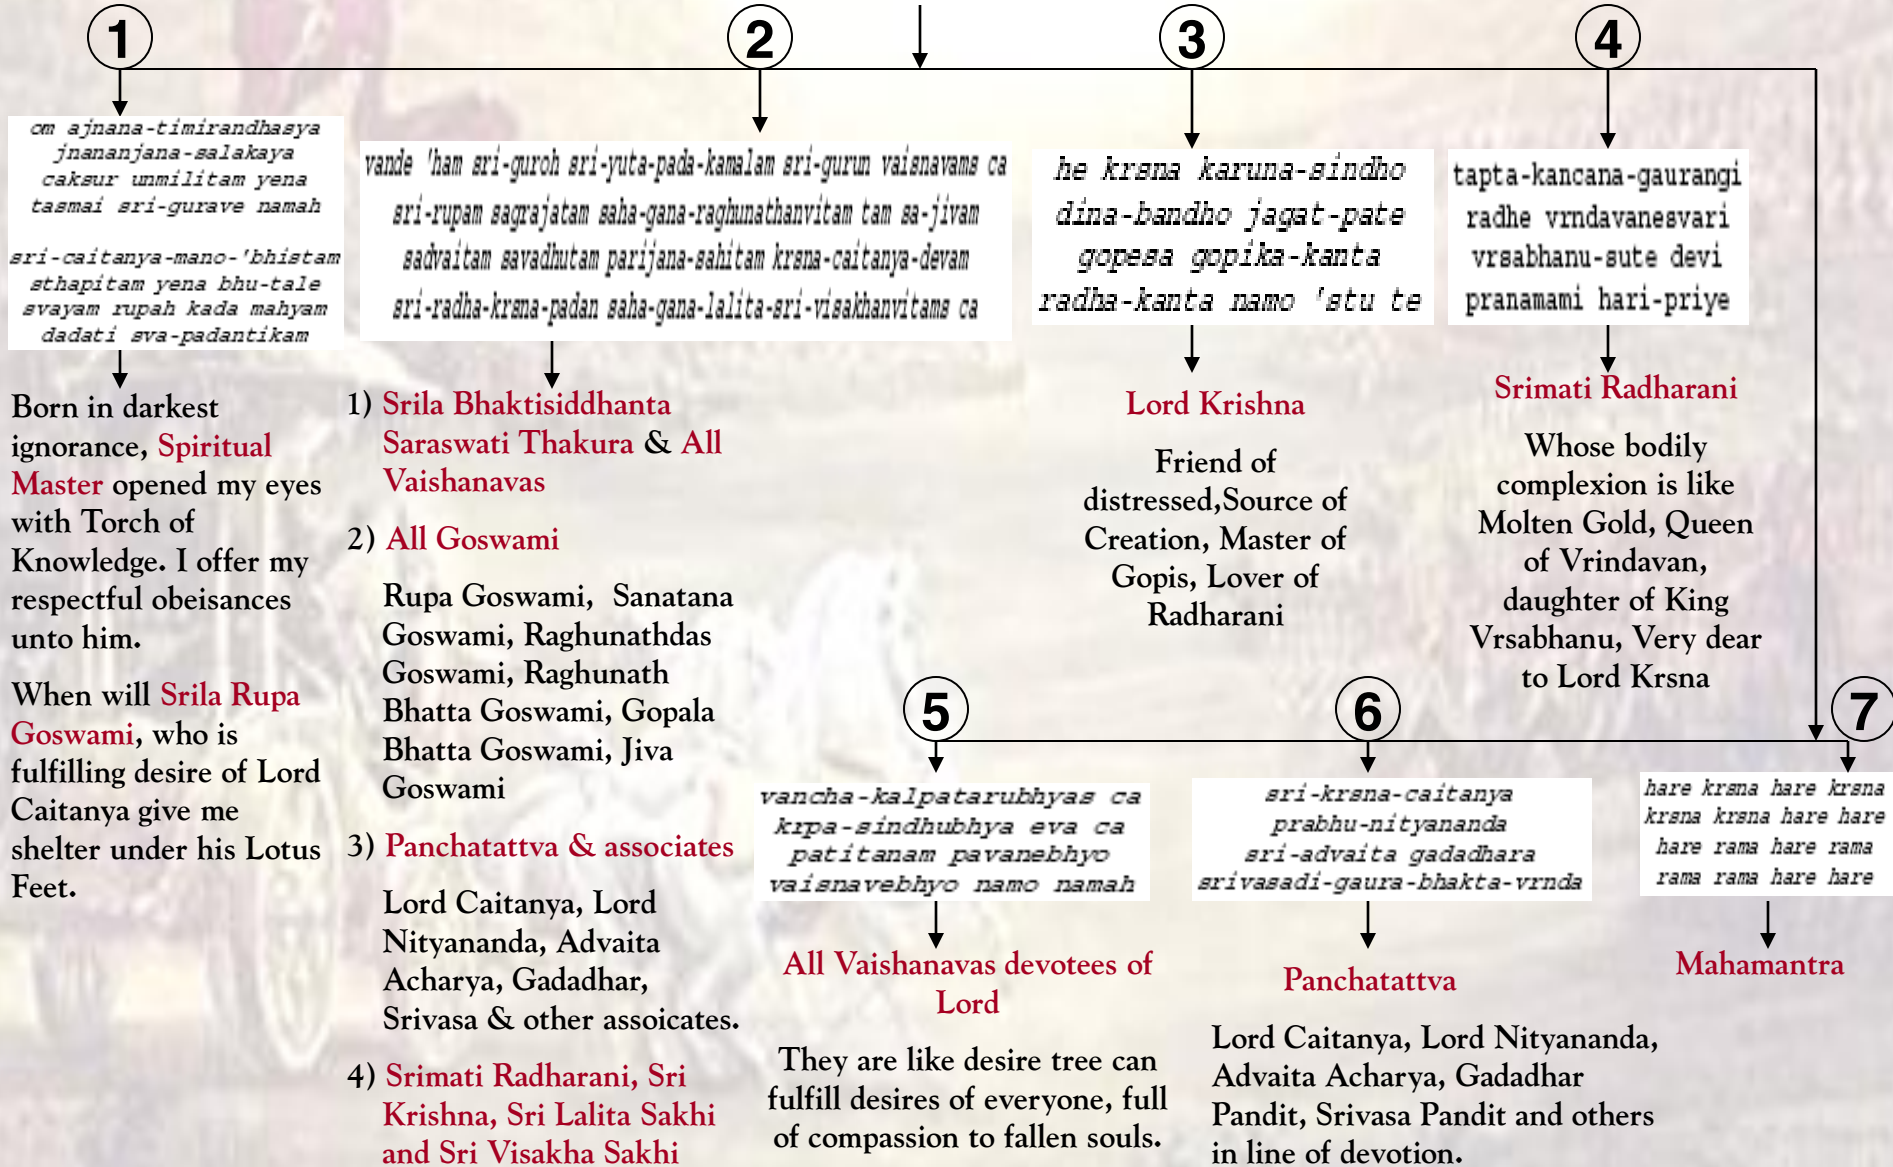 1
om ajnana-timirandhasya
jnananjana-salakaya
caksur unmilitam yena
tasmai sri-gurave namah
sri-caitanya-mano-'bhistam
sthapitam yena bhu-tale
svayam rupah kada mahyam
dadati sva-padantikam
Born in darkest
ignorance, Spiritual
Master opened my eyes
with Torch of
Knowledge. I offer my
respectful obeisances
unto him.
When will Srila Rupa
Goswami, who is
fulfilling desire of Lord
Caitanya give me
shelter under his Lotus
Feet.
2
vande 'ham sri-guroh sri-yuta-pada-kamalam sri-gurun vaisnavams ca
sri-rupam sagrajatam saha-gana-raghunathanvitam tam sa-jivam
sadvaitam savadhutam parijana-sahitam krsna-caitanya-devam
sri-radha-krsna-padan saha-gana-lalita-sri-visakhanvitams ca
1) Srila Bhaktisiddhanta
Saraswati Thakura & All
Vaishanavas
2) All Goswami
Rupa Goswami, Sanatana
Goswami, Raghunathdas
Goswami, Raghunath
Bhatta Goswami, Gopala
Bhatta Goswami, Jiva
Goswami
3) Panchatattva & associates
Lord Caitanya, Lord
Nityananda, Advaita
Acharya, Gadadhar,
Srivasa & other assoicates.
4) Srimati Radharani, Sri
Krishna, Sri Lalita Sakhi
and Sri Visakha Sakhi
3
he krsna karuna-sindho
dina-bandho jagat-pate
gopesa gopika-kanta
radha-kanta namo 'stu te
Lord Krishna
Friend of
distressed,Source of
Creation, Master of
Gopis, Lover of
Radharani
4
tapta-kancana-gaurangi
radhe vrndavanesvari
vrsabhanu-sute devi
pranamami hari-priye
Srimati Radharani
Whose bodily
complexion is like
Molten Gold, Queen
of Vrindavan,
daughter of King
Vrsabhanu, Very dear
to Lord Krsna
5
vancha-kalpatarubhyas ca
krpa-sindhubhya eva ca
patitanam pavanebhyo
vaisnavebhyo namo namah
All Vaishanavas devotees of
Lord
They are like desire tree can
fulfill desires of everyone, full
of compassion to fallen souls.
6
sri-krsna-caitanya
prabhu-nityananda
sri-advaita gadadhara
srivasadi-gaura-bhakta-vrnda
Panchatattva
Lord Caitanya, Lord Nityananda,
Advaita Acharya, Gadadhar
Pandit, Srivasa Pandit and others
in line of devotion.
7
hare krsna hare krsna
krsna krsna hare hare
hare rama hare rama
rama rama hare hare
Mahamantra